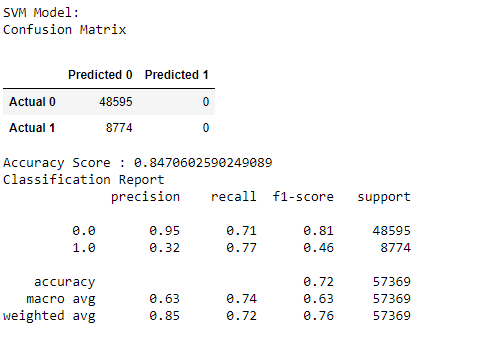 SVM Model:
Confusion Matrix
Predicted 0 Predicted 1
Actual 0 48595 0
Actual 1 8774 0
Accuracy Score : 0.8470602590249089
Classification Report
precision recall f1-score support
0.0 0.95 0.71 0.81 48595
1.0 0.32 0.77 0.46 8774
accuracy 0.72 57369
macro avg 0.63 0.74 0.63 57369
weighted avg 0.85 0.72 0.76 57369